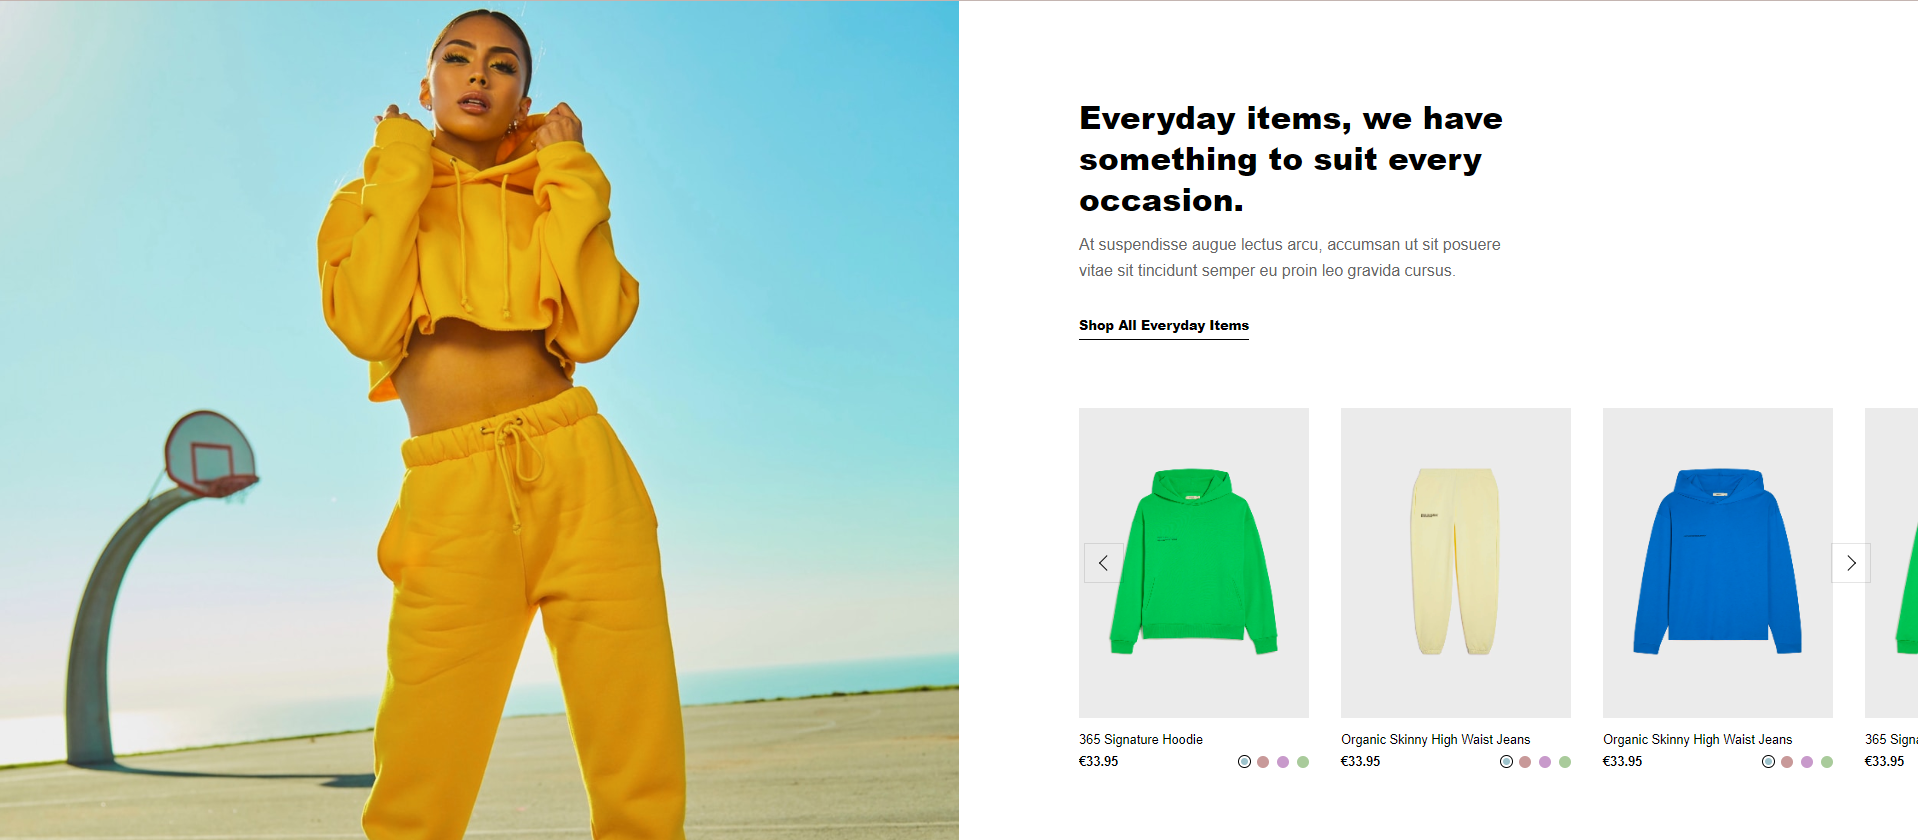 Everyday items, we have
something to suit every
occasion.
At suspendisse augue lectus arcu, accumsan ut sit posuere
vitae sit tincidunt semper eu proin leo gravida cursus.
Shop All Everyday Items
365 Signature Hoodie
€33.95
Organic Skinny High Waist Jeans
€33.95
Organic Skinny High Waist Jeans
€33.95
365 Signa
€33.95